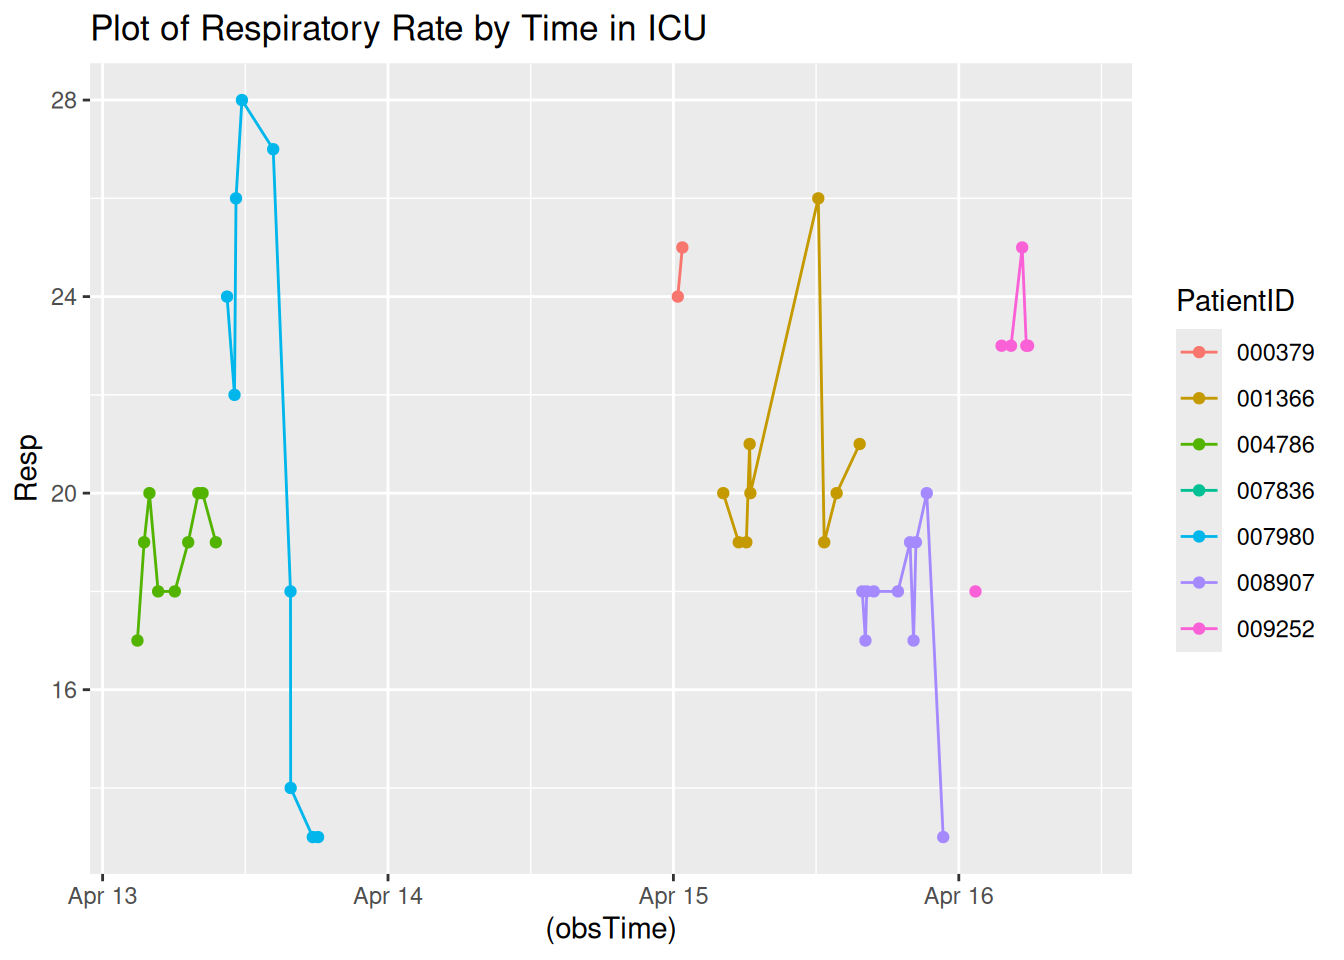 Plot of Respiratory Rate by Time in ICU
Resp
28
24
20
16
Apr 13
Apr 14
Apr 15
Apr 16
(obsTime)
PatientID
000379
001366
004786
007836
007980
008907
009252